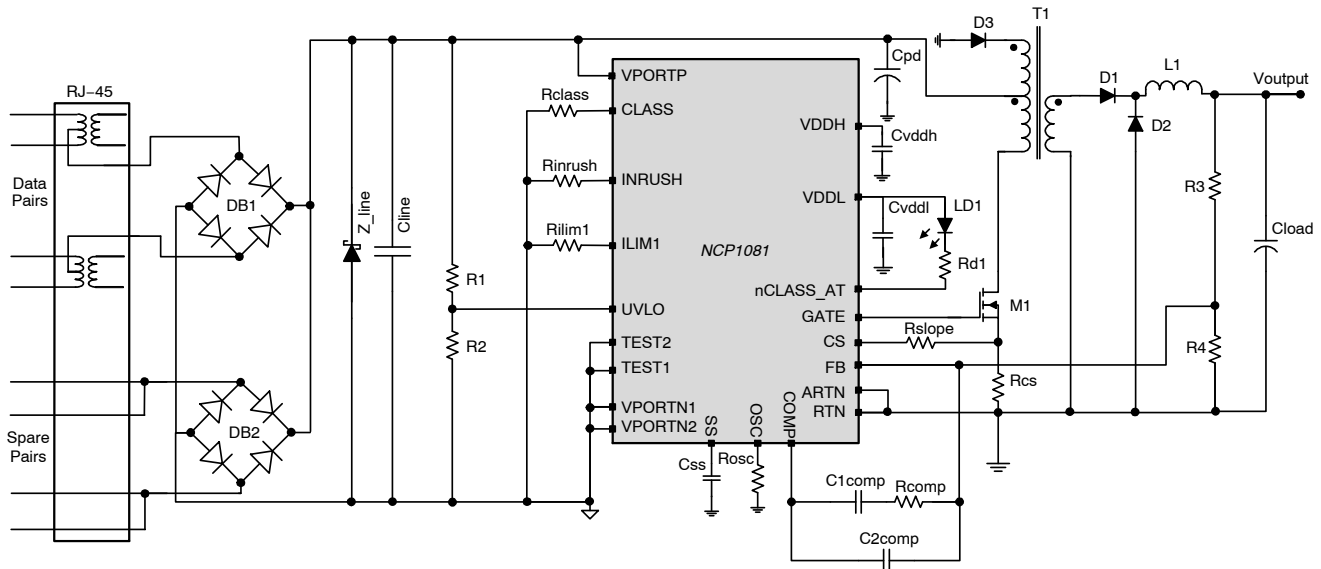 RJ–45
Data
Pairs
Spare
Pairs
DB1
DB2
Z_line
Cline
R1
R2
Rclass
Rinrush
Rilim1
VPORTP
CLASS
INRUSH
ILIM1
UVLO
TEST2
TEST1
VPORTN1
VPORTN2
NCP1081
VDDH
VDDL
nCLASS_AT
GATE
CS
FB
ARTN
RTN
SS
OSC
COMP
Css
Rosc
C1comp
Rcomp
C2comp
Cpd
Cvddh
Cvddl
LD1
Rd1
Rslope
M1
Rcs
D3
T1
D1
D2
L1
Voutput
R3
R4
Cload